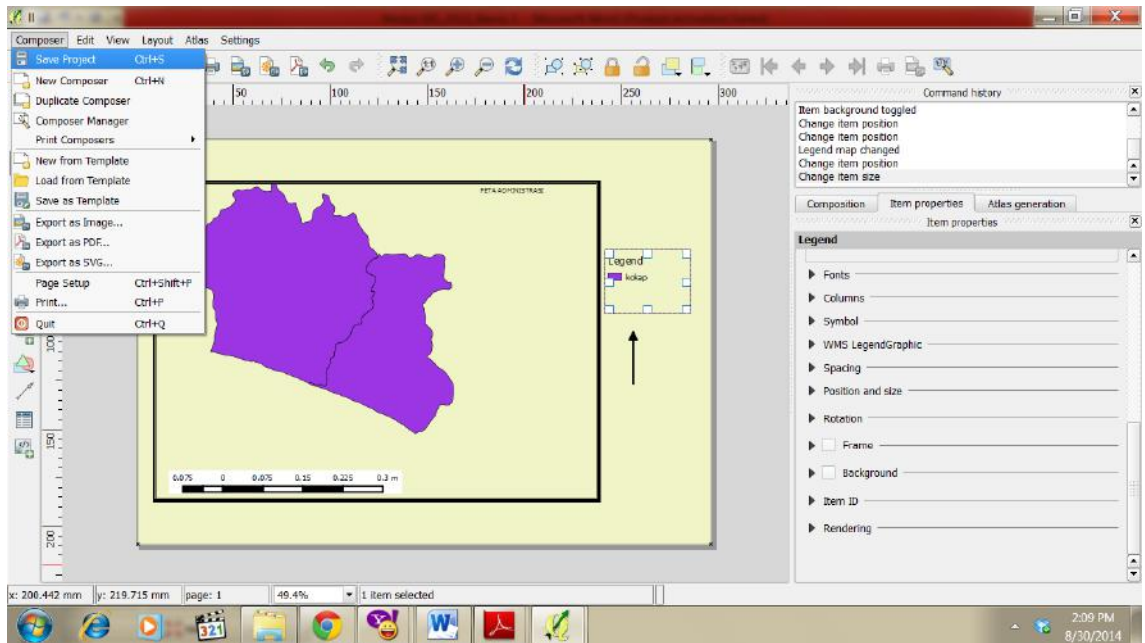 Composer Edit View Layout Atlas Settings
Save Project Ctrl+S
New Composer Ctrl+N
Duplicate Composer
Composer Manager
Print Composers
New from Template
Load from Template
Save as Template
Export as Image...
Export as PDF...
Export as SVG...
Page Setup Ctrl+Shift+P
Print... Ctrl+P
Quit Ctrl+Q
50 100 150 200 250 300
100
150
200
PETA ADMINISTRASI
Legend
kokap
0.075 0 0.075 0.15 0.225 0.3 m
Command history
Item background toggled
Change item position
Change item position
Legend map changed
Change item position
Change item size
Composition Item properties Atlas generation
Item properties
Legend
Fonts
Columns
Symbol
WMS LegendGraphic
Spacing
Position and size
Rotation
Frame
Background
Item ID
Rendering
x: 200.442 mm y: 219.715 mm page: 1 49.4% 1 item selected
321
2:09 PM
8/30/2014